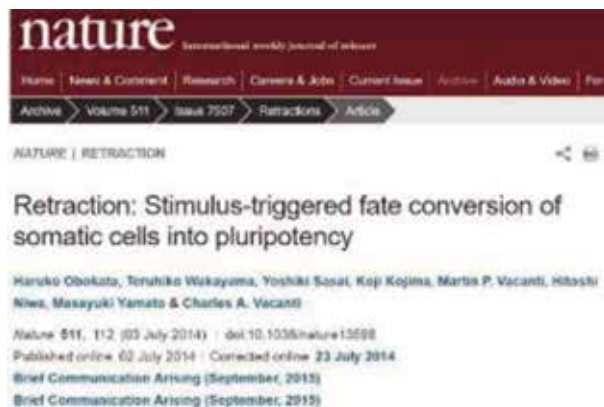 nature International weekly journal of science
Home News & Comment Research Careers & Jobs Current Issue Archive Audio & Video For
Archive Volume 511 Issue 7507 Retractions Article
NATURE | RETRACTION
Retraction: Stimulus-triggered fate conversion of
somatic cells into pluripotency
Haruko Obokata, Teruhiko Wakayama, Yoshiki Sasai, Koji Kojima, Martin P. Vacanti, Hitoshi
Niwa, Masayuki Yamato & Charles A. Vacanti
Nature 511, 112 (03 July 2014) doi:10.1038/nature13598
Published online 02 July 2014 Corrected online 23 July 2014
Brief Communication Arising (September, 2015)
Brief Communication Arising (September, 2015)